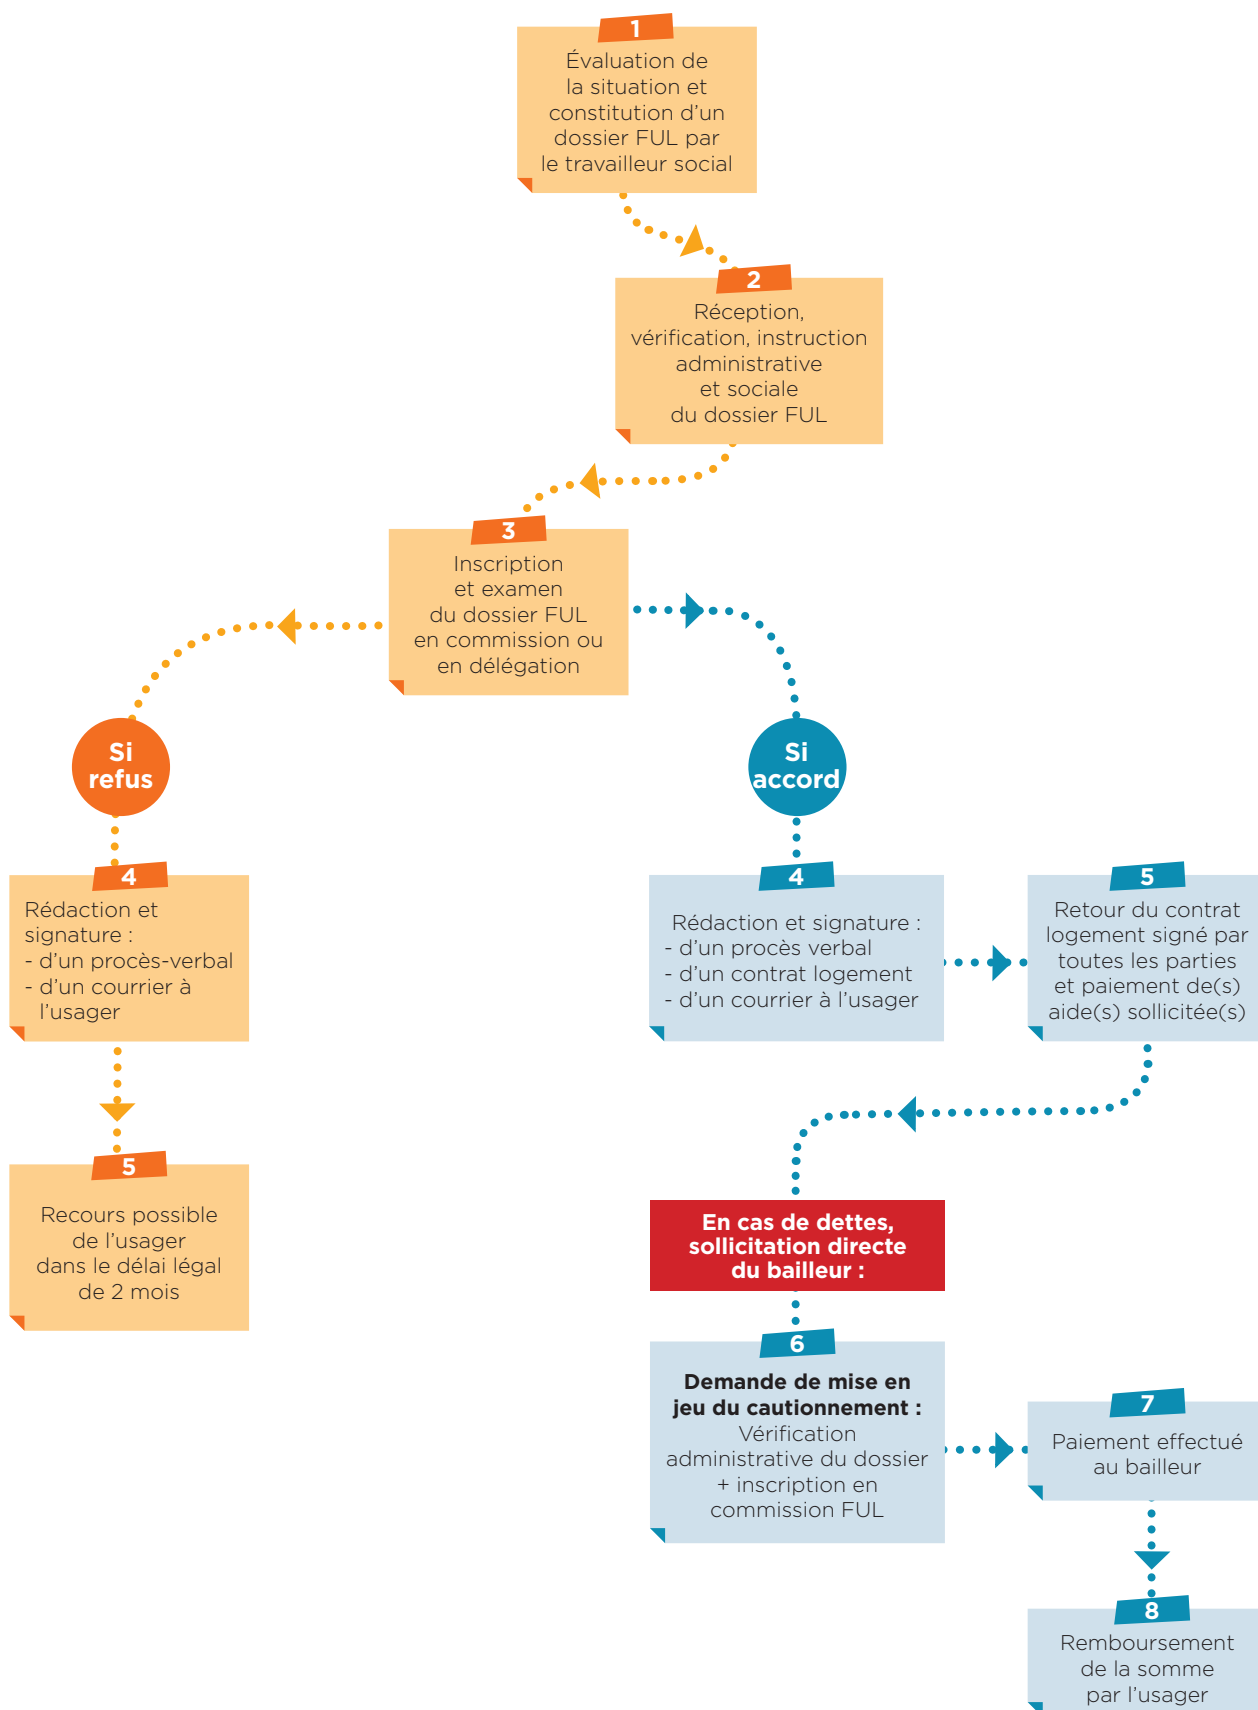 1
Évaluation de
la situation et
constitution d'un
dossier FUL par
le travailleur social
2
Réception,
vérification, instruction
administrative
et sociale
du dossier FUL
3
Inscription
et examen
du dossier FUL
en commission ou
en délégation
Si
refus
4
Rédaction et
signature :
- d'un procès-verbal
- d'un courrier à
l'usager
5
Recours possible
de l'usager
dans le délai légal
de 2 mois
Si
accord
4
Rédaction et signature :
- d'un procès verbal
- d'un contrat logement
- d'un courrier à l'usager
5
Retour du contrat
logement signé par
toutes les parties
et paiement de(s)
aide(s) sollicitée(s)
En cas de dettes,
sollicitation directe
du bailleur :
6
Demande de mise en
jeu du cautionnement :
Vérification
administrative du dossier
+ inscription en
commission FUL
7
Paiement effectué
au bailleur
8
Remboursement
de la somme
par l'usager